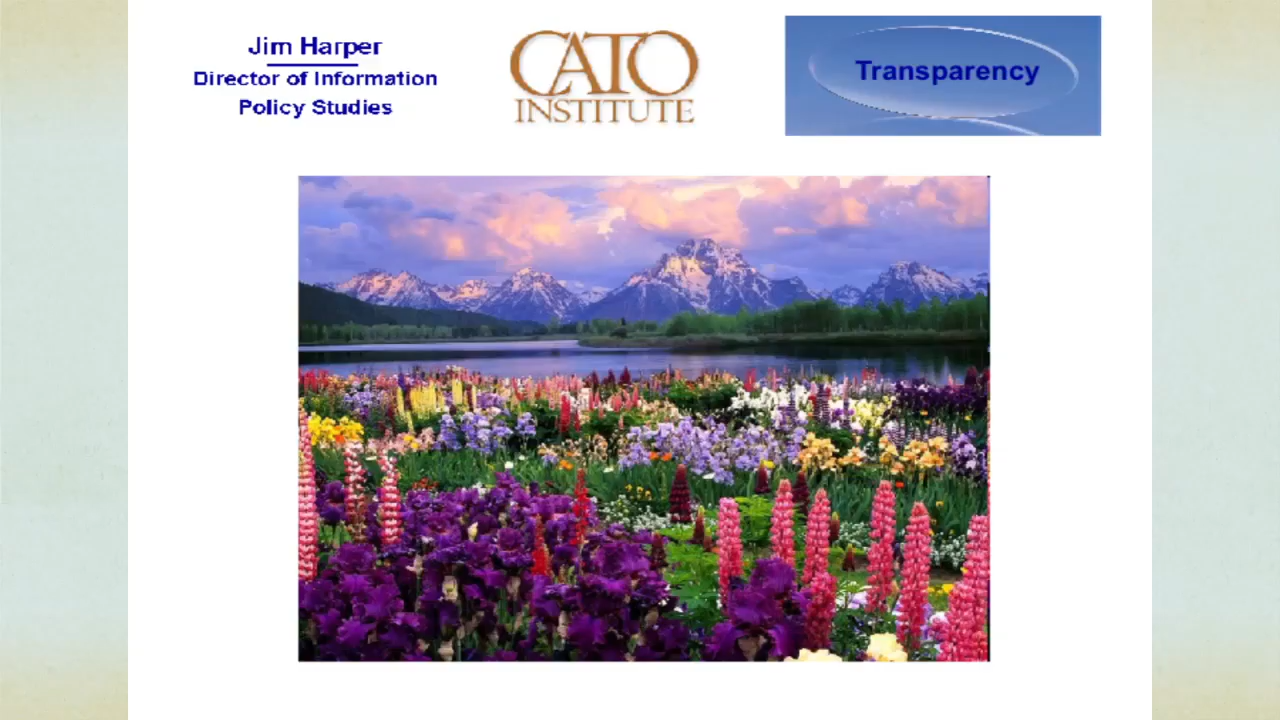 Jim Harper
Director of Information
Policy Studies
CATO
INSTITUTE
Transparency